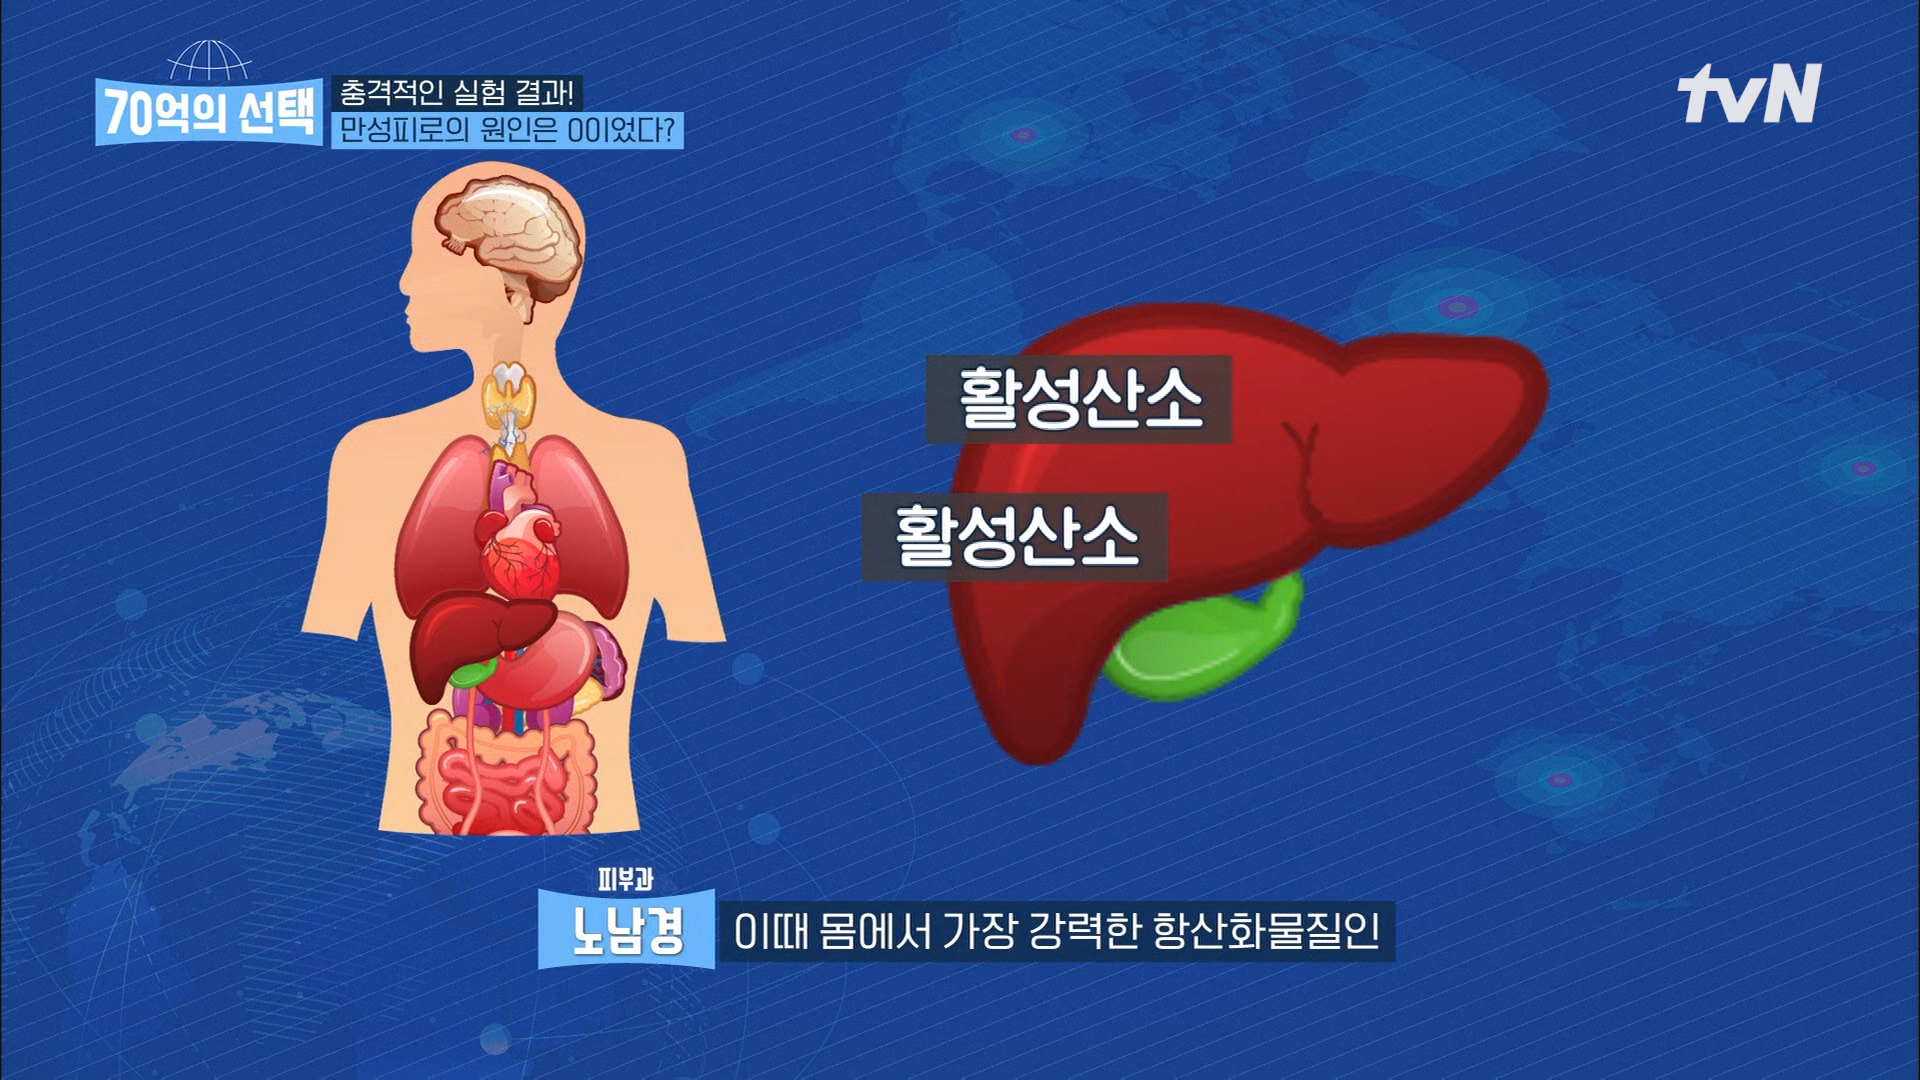 70억의 선택
충격적인 실험 결과!
만성피로의 원인은 00이었다?
tvN
활성산소
활성산소
피부과
노남경
이때 몸에서 가장 강력한 항산화물질인